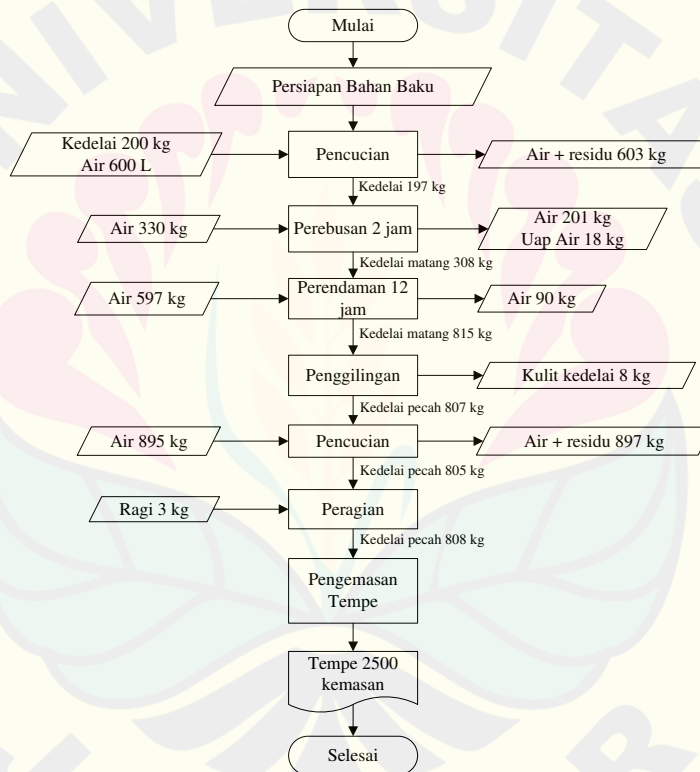 Mulai
Persiapan Bahan Baku
Kedelai 200 kg
Air 600 L
Pencucian
Air + residu 603 kg
Kedelai 197 kg
Air 330 kg
Perebusan 2 jam
Air 201 kg
Uap Air 18 kg
Kedelai matang 308 kg
Air 597 kg
Perendaman 12
jam
Air 90 kg
Kedelai matang 815 kg
Penggilingan
Kulit kedelai 8 kg
Kedelai pecah 807 kg
Air 895 kg
Pencucian
Air + residu 897 kg
Kedelai pecah 805 kg
Ragi 3 kg
Peragian
Kedelai pecah 808 kg
Pengemasan
Tempe
Tempe 2500
kemasan
Selesai